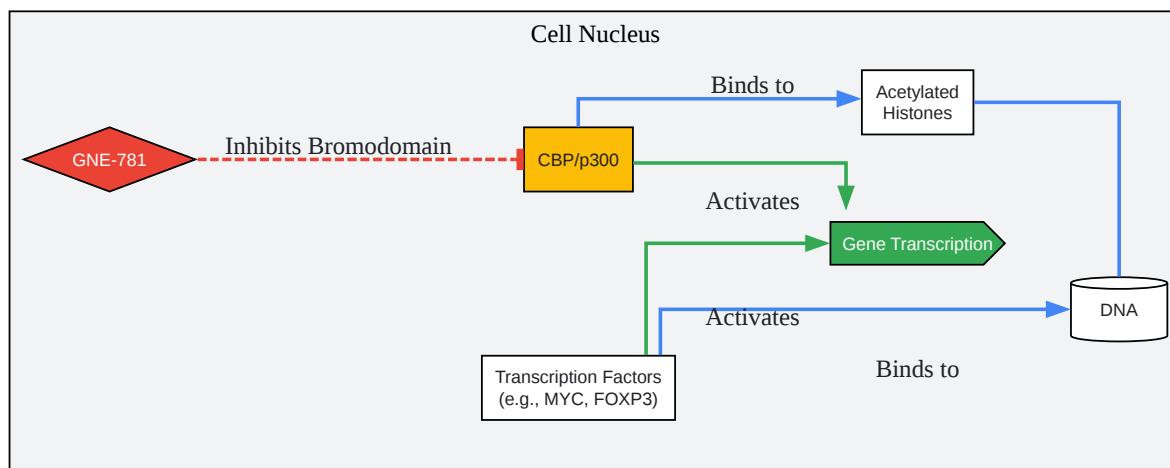 Cell Nucleus
Binds to
Acetylated
Histones
GNE-781
Inhibits Bromodomain
CBP/p300
Activates
Gene Transcription
Activates
DNA
Transcription Factors
(e.g., MYC, FOXP3)
Binds to